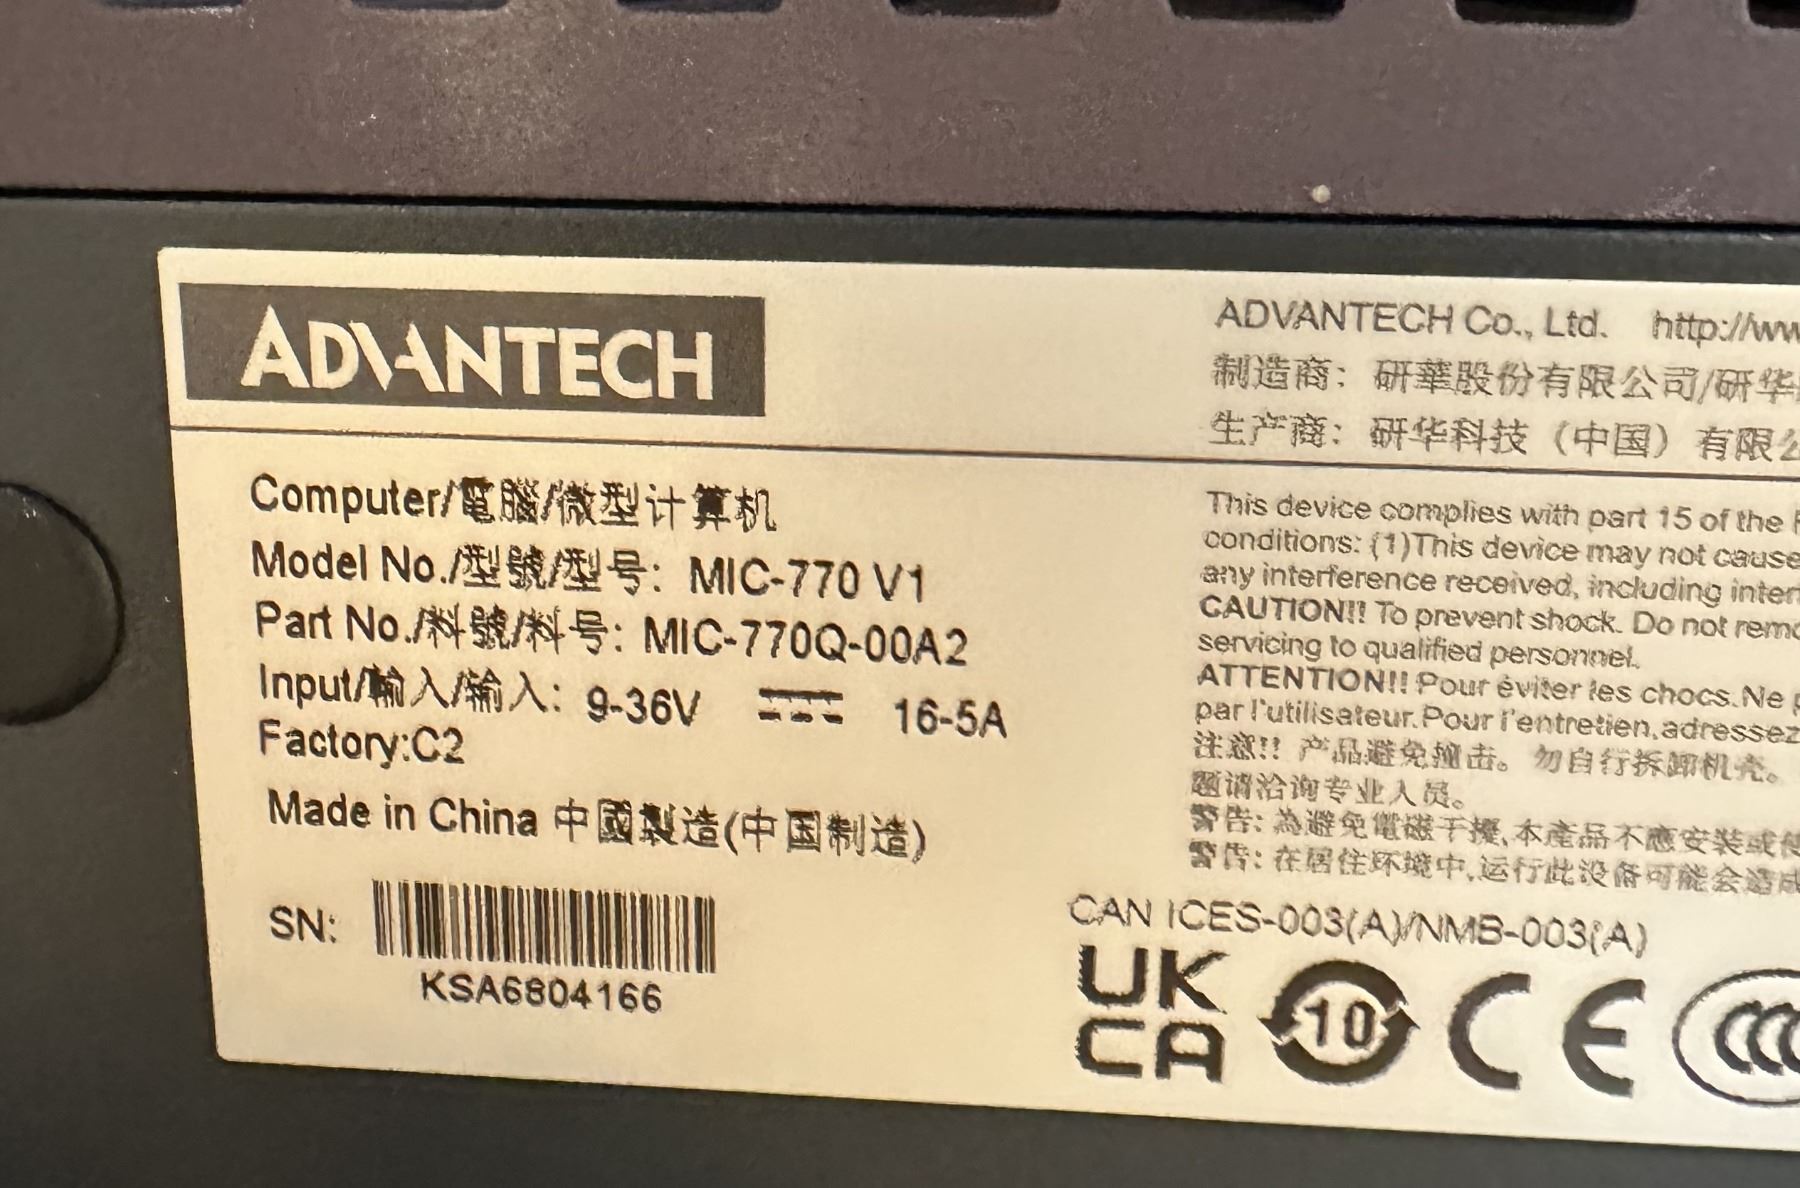 ADVANTECH
ADVANTECH Co., Ltd. http://ww
制造商: 研華股份有限公司/研华
生产商: 研华科技（中国）有限公
Computer/電腦/微型计算机
Model No./型號/型号: MIC-770 V1
Part No./料號/料号: MIC-770Q-00A2
Input/輸入/输入: 9-36V ⎓ 16-5A
Factory:C2
Made in China 中國製造(中国制造)
SN:
KSA6804166
This device complies with part 15 of the F
conditions: (1)This device may not cause
any interference received, including inter
CAUTION!! To prevent shock. Do not remo
servicing to qualified personnel.
ATTENTION!! Pour éviter les chocs. Ne p
par l'utilisateur. Pour l'entretien, adressez
注意!! 产品避免撞击。勿自行拆卸机壳。
题请洽询专业人员。
警告: 為避免電磁干擾,本產品不應安裝或使
警告: 在居住环境中,运行此设备可能会造成
CAN ICES-003(A)/NMB-003(A)
UK
CA
10
CE
CCC